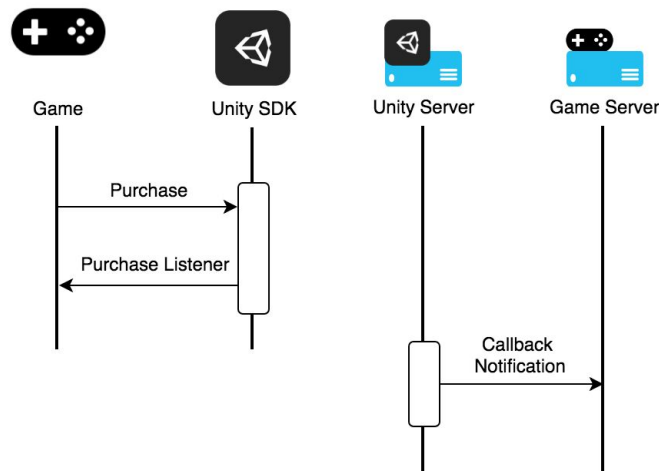 Game
Unity SDK
Unity Server
Game Server
Purchase
Purchase Listener
Callback
Notification